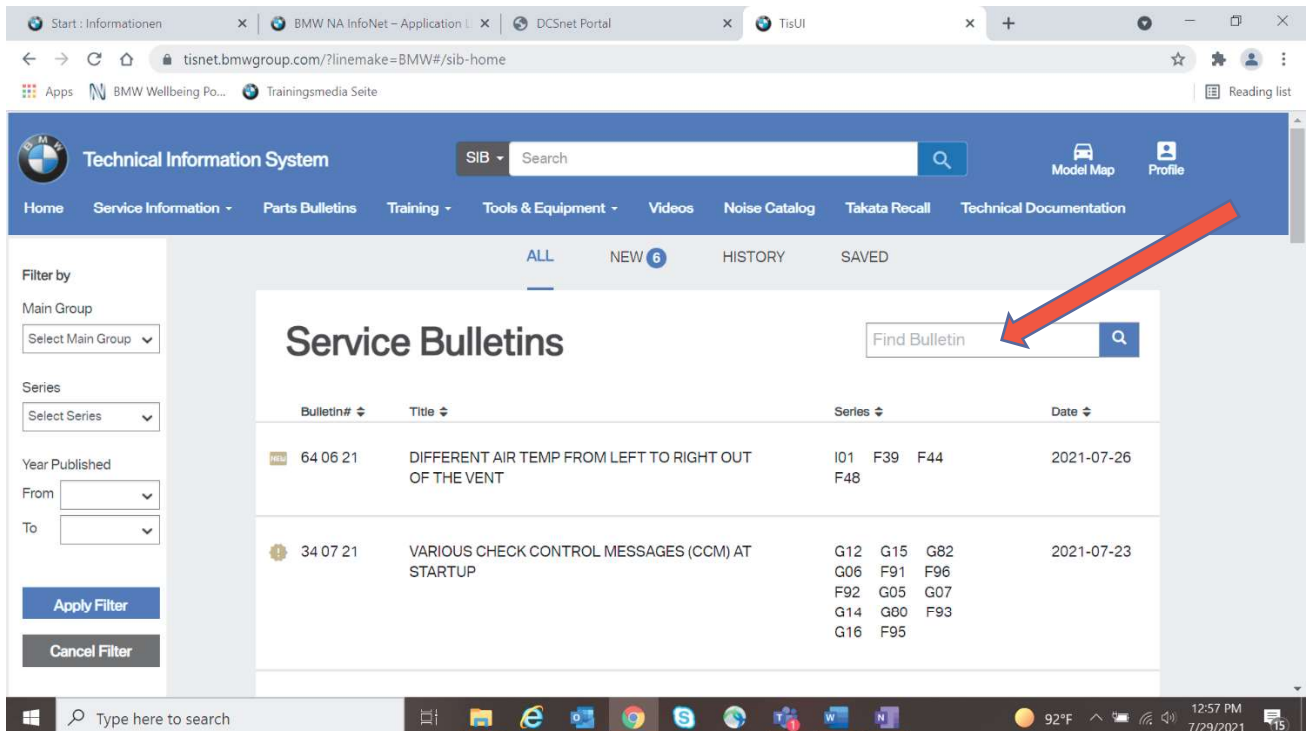 Start : Informationen
BMW NA InfoNet – Application L
DCSnet Portal
TisUI
tisnet.bmwgroup.com/?linemake=BMW#/sib-home
Apps BMW Wellbeing Po... Trainingsmedia Seite Reading list
BMW
Technical Information System
SIB
Search
Model Map
Profile
Home Service Information Parts Bulletins Training Tools & Equipment Videos Noise Catalog Takata Recall Technical Documentation
ALL NEW 6 HISTORY SAVED
Filter by
Main Group
Select Main Group
Series
Select Series
Year Published
From
To
Apply Filter
Cancel Filter
Service Bulletins
Find Bulletin
Bulletin# Title Series Date
NEW 64 06 21 DIFFERENT AIR TEMP FROM LEFT TO RIGHT OUT I01 F39 F44 2021-07-26
OF THE VENT F48
34 07 21 VARIOUS CHECK CONTROL MESSAGES (CCM) AT G12 G15 G82 2021-07-23
STARTUP G06 F91 F96
F92 G05 G07
G14 G80 F93
G16 F95
Type here to search
92°F
12:57 PM
7/29/2021
15